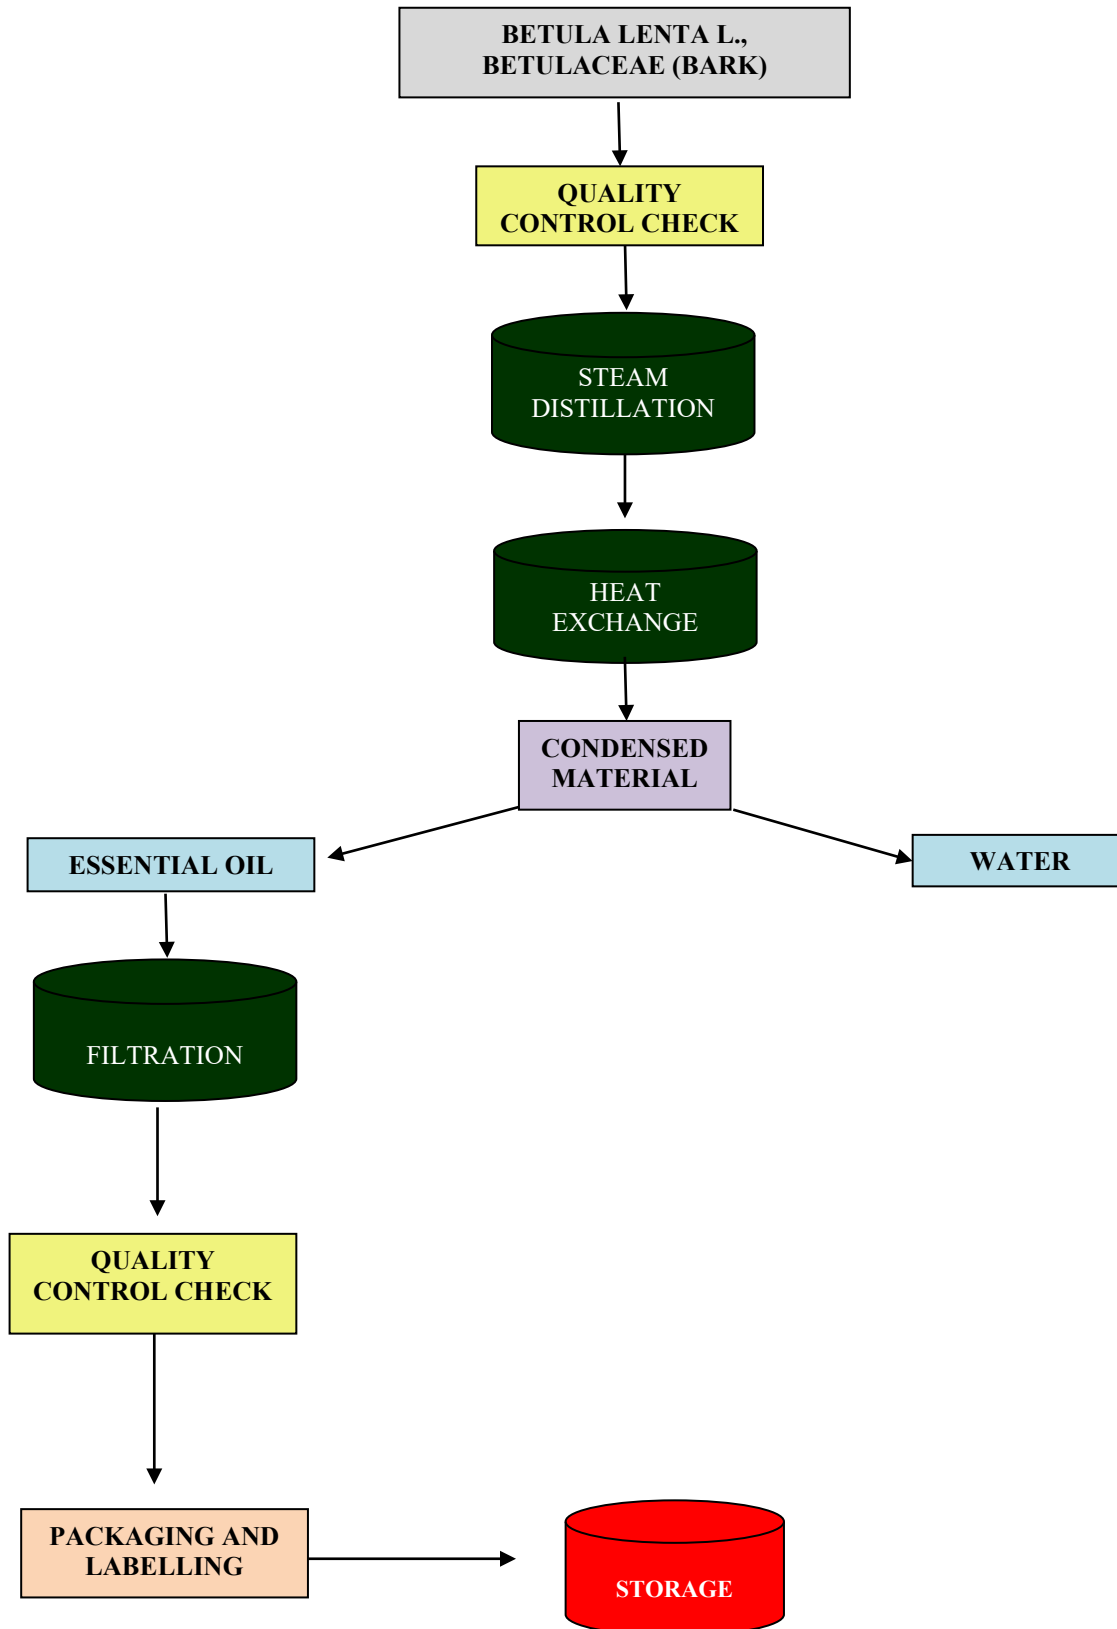 BETULA LENTA L.,
BETULACEAE (BARK)
QUALITY
CONTROL CHECK
STEAM
DISTILLATION
HEAT
EXCHANGE
CONDENSED
MATERIAL
ESSENTIAL OIL
WATER
FILTRATION
QUALITY
CONTROL CHECK
PACKAGING AND
LABELLING
STORAGE